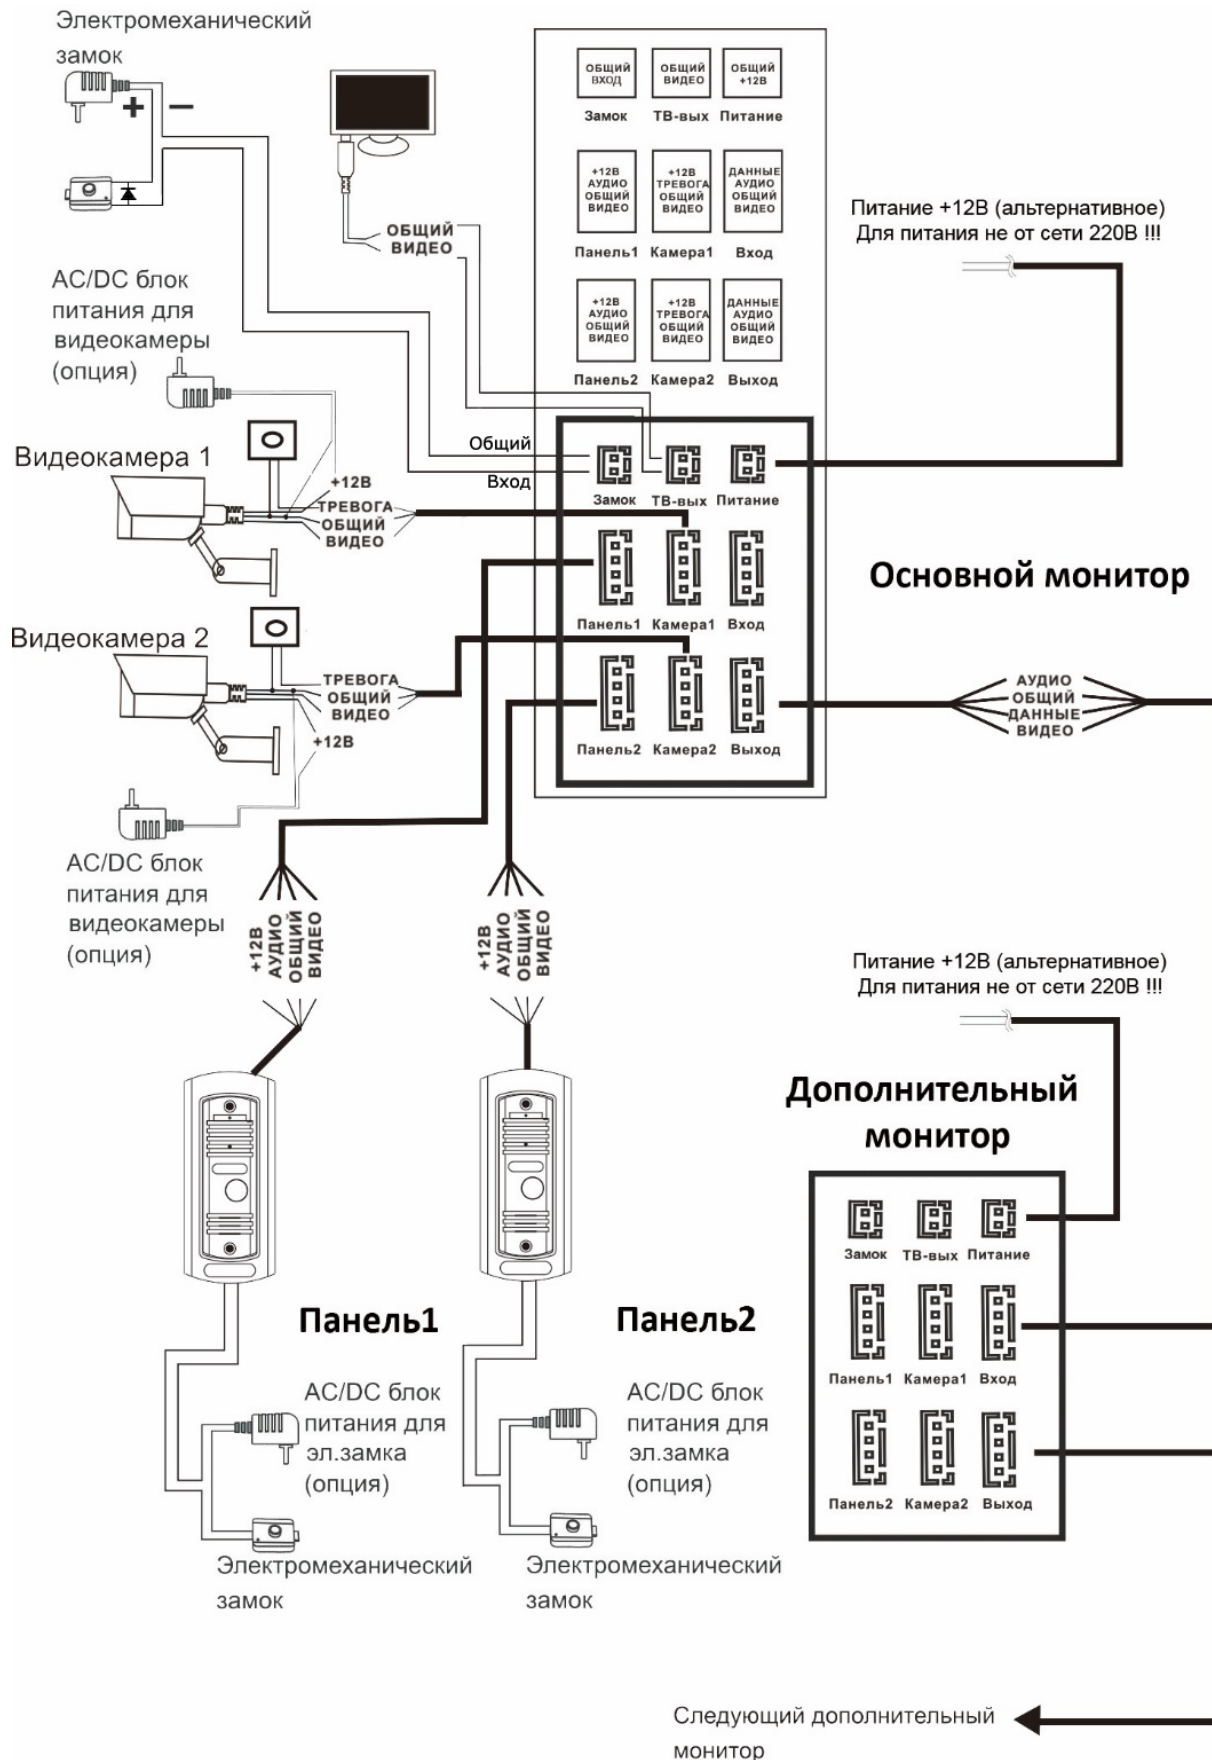 Электромеханический
замок
+ −
ОБЩИЙ
ВХОД
ОБЩИЙ
ВИДЕО
ОБЩИЙ
+12В
Замок ТВ-вых Питание
+12В
АУДИО
ОБЩИЙ
ВИДЕО
+12В
ТРЕВОГА
ОБЩИЙ
ВИДЕО
ДАННЫЕ
АУДИО
ОБЩИЙ
ВИДЕО
Панель1 Камера1 Вход
+12В
АУДИО
ОБЩИЙ
ВИДЕО
+12В
ТРЕВОГА
ОБЩИЙ
ВИДЕО
ДАННЫЕ
АУДИО
ОБЩИЙ
ВИДЕО
Панель2 Камера2 Выход
ОБЩИЙ
ВИДЕО
Питание +12В (альтернативное)
Для питания не от сети 220В !!!
AC/DC блок
питания для
видеокамеры
(опция)
Общий
Вход
Видеокамера 1
+12В
ТРЕВОГА
ОБЩИЙ
ВИДЕО
Замок ТВ-вых Питание
Панель1 Камера1 Вход
Панель2 Камера2 Выход
Основной монитор
Видеокамера 2
ТРЕВОГА
ОБЩИЙ
ВИДЕО
+12В
АУДИО
ОБЩИЙ
ДАННЫЕ
ВИДЕО
AC/DC блок
питания для
видеокамеры
(опция)
+12В
АУДИО
ОБЩИЙ
ВИДЕО
+12В
АУДИО
ОБЩИЙ
ВИДЕО
Питание +12В (альтернативное)
Для питания не от сети 220В !!!
Дополнительный
монитор
Замок ТВ-вых Питание
Панель1 Камера1 Вход
Панель2 Камера2 Выход
Панель1
Панель2
AC/DC блок
питания для
эл.замка
(опция)
AC/DC блок
питания для
эл.замка
(опция)
Электромеханический
замок
Электромеханический
замок
Следующий дополнительный
монитор